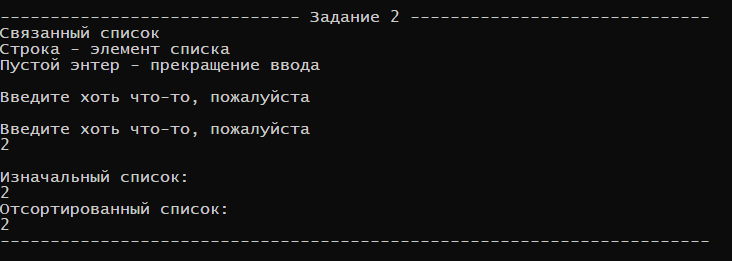 ------------------------------ Задание 2 ------------------------------
Связанный список
Строка - элемент списка
Пустой энтер - прекращение ввода
Введите хоть что-то, пожалуйста
Введите хоть что-то, пожалуйста
2
Изначальный список:
2
Отсортированный список:
2
-----------------------------------------------------------------------